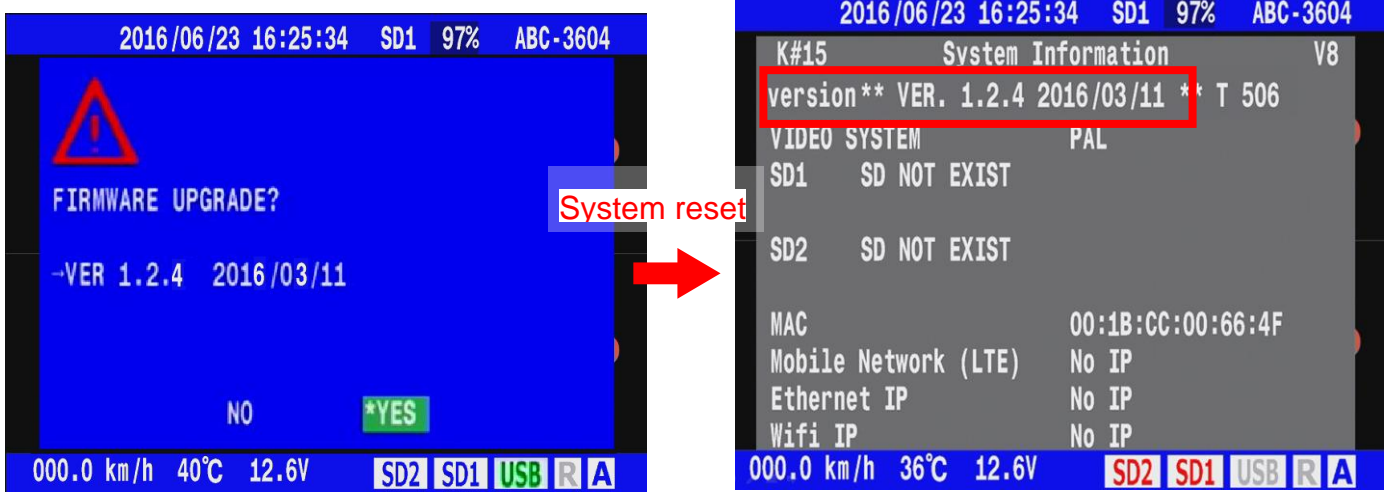 2016/06/23 16:25:34 SD1 97% ABC-3604
FIRMWARE UPGRADE?
→VER 1.2.4 2016/03/11
NO *YES
000.0 km/h 40℃ 12.6V SD2 SD1 USB R A
System reset
2016/06/23 16:25:34 SD1 97% ABC-3604
K#15 System Information V8
version** VER. 1.2.4 2016/03/11 ** T 506
VIDEO SYSTEM PAL
SD1 SD NOT EXIST
SD2 SD NOT EXIST
MAC 00:1B:CC:00:66:4F
Mobile Network (LTE) No IP
Ethernet IP No IP
Wifi IP No IP
000.0 km/h 36℃ 12.6V SD2 SD1 USB R A